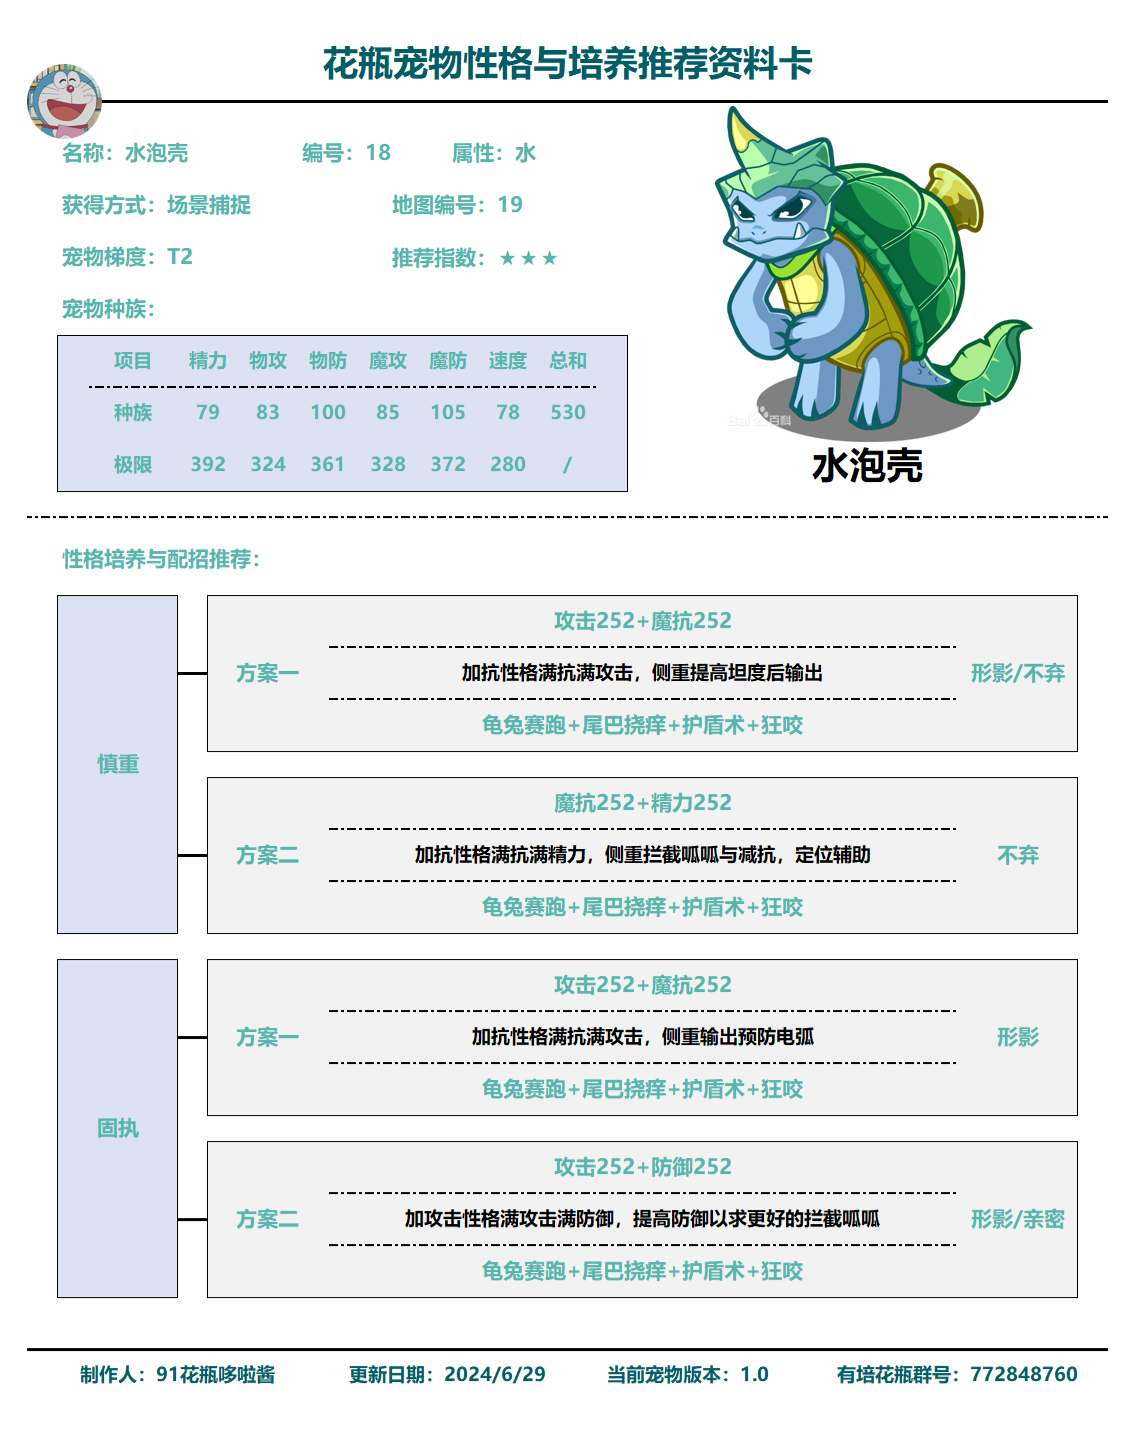 花瓶宠物性格与培养推荐资料卡
名称：水泡壳 编号：18 属性：水
获得方式：场景捕捉 地图编号：19
宠物梯度：T2 推荐指数：★★★
宠物种族：
项目 精力 物攻 物防 魔攻 魔防 速度 总和
种族 79 83 100 85 105 78 530
极限 392 324 361 328 372 280 /
Baidu百科
水泡壳
性格培养与配招推荐：
慎重
方案一
攻击252+魔抗252
加抗性格满抗满攻击，侧重提高坦度后输出
龟兔赛跑+尾巴挠痒+护盾术+狂咬
形影/不弃
方案二
魔抗252+精力252
加抗性格满抗满精力，侧重拦截呱呱与减抗，定位辅助
龟兔赛跑+尾巴挠痒+护盾术+狂咬
不弃
固执
方案一
攻击252+魔抗252
加抗性格满抗满攻击，侧重输出预防电弧
龟兔赛跑+尾巴挠痒+护盾术+狂咬
形影
方案二
攻击252+防御252
加攻击性格满攻击满防御，提高防御以求更好的拦截呱呱
龟兔赛跑+尾巴挠痒+护盾术+狂咬
形影/亲密
制作人：91花瓶哆啦酱 更新日期：2024/6/29 当前宠物版本：1.0 有培花瓶群号：772848760